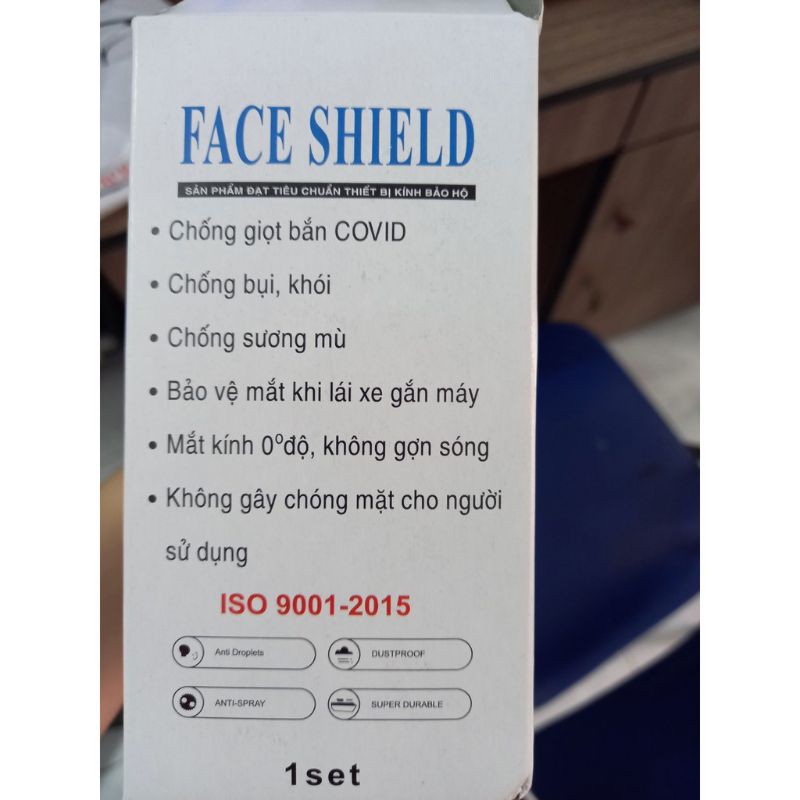 FACE SHIELD
SẢN PHẨM ĐẠT TIÊU CHUẨN THIẾT BỊ KÍNH BẢO HỘ
• Chống giọt bắn COVID
• Chống bụi, khói
• Chống sương mù
• Bảo vệ mắt khi lái xe gắn máy
• Mắt kính 0⁰độ, không gợn sóng
• Không gây chóng mặt cho người
sử dụng
ISO 9001-2015
Anti Droplets DUSTPROOF
ANTI-SPRAY SUPER DURABLE
1set